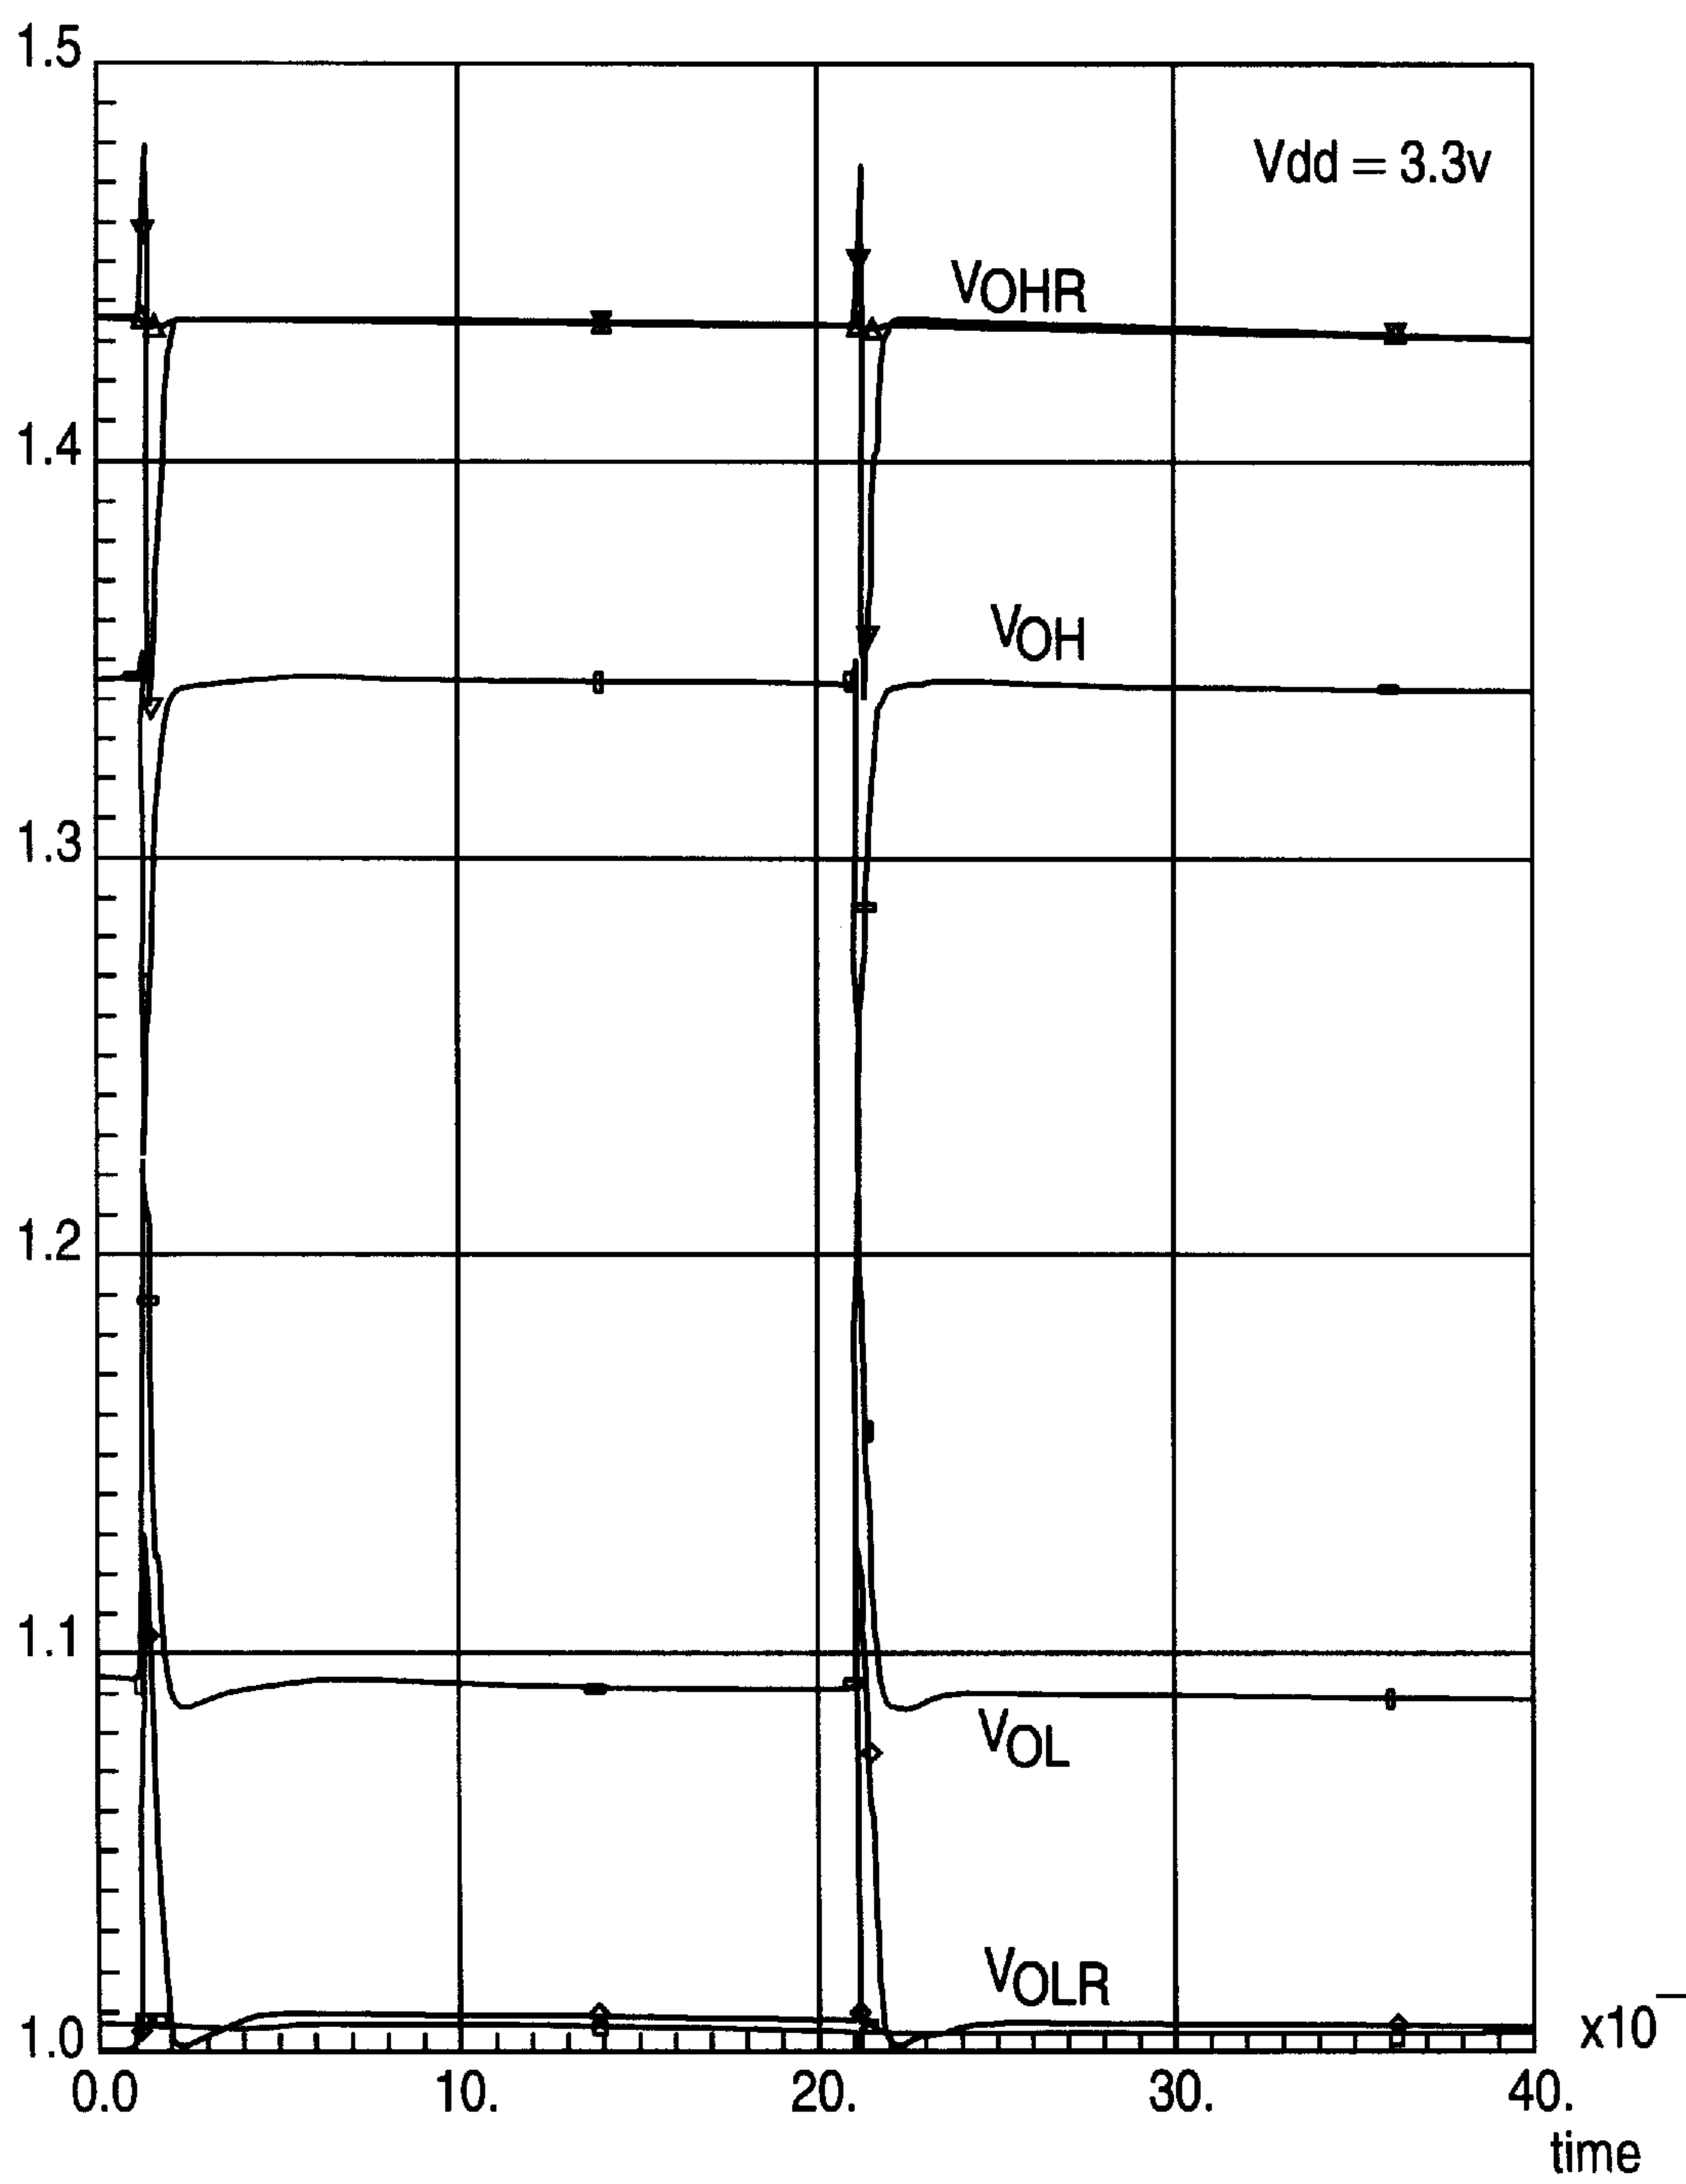 1.5
Vdd = 3.3v
VOHR
1.4
VOH
1.3
1.2
1.1
VOL
VOLR
1.0
x10⁻
0.0 10. 20. 30. 40.
time